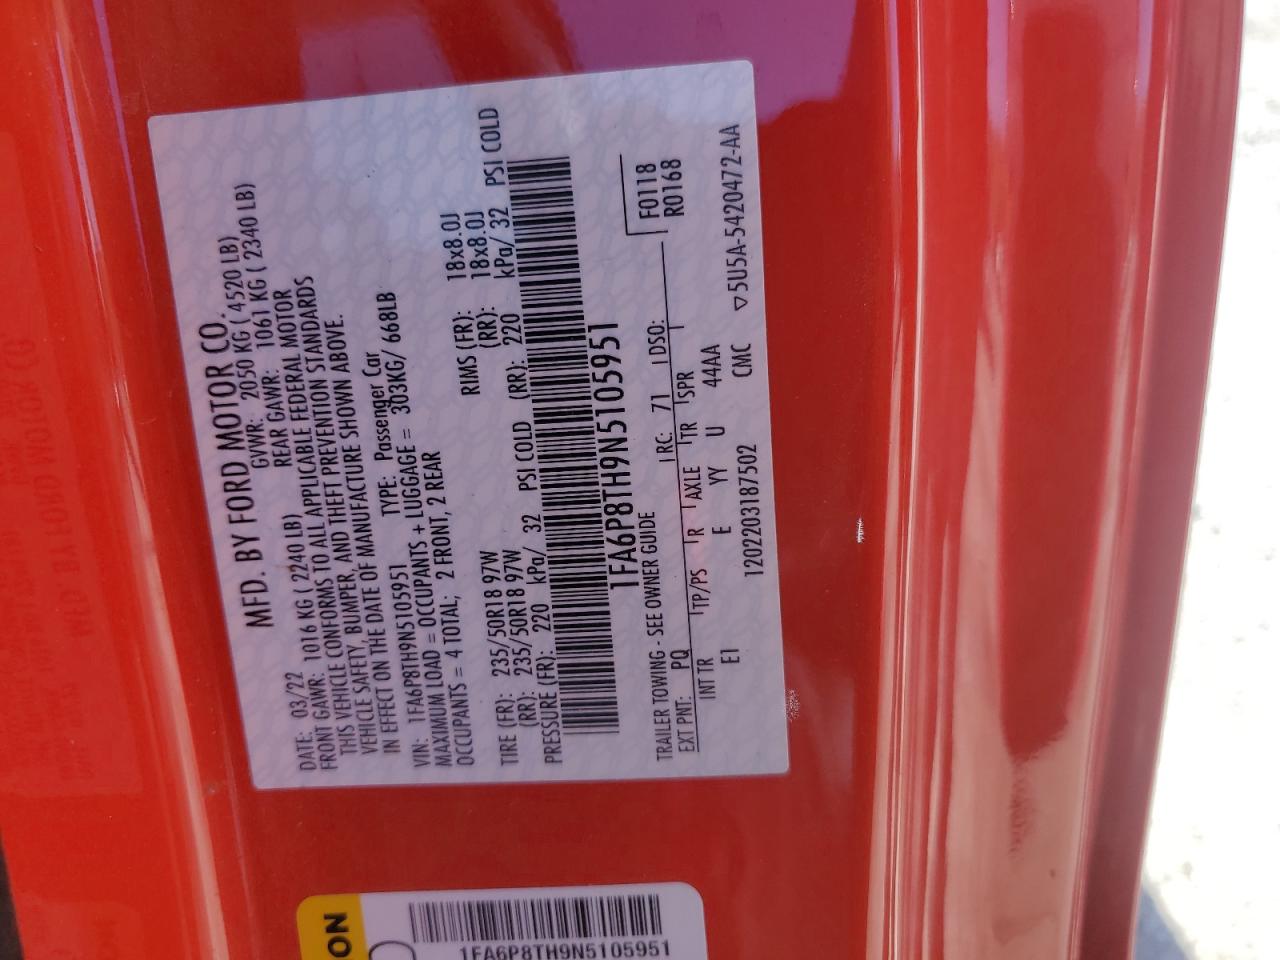 MFD. BY FORD MOTOR CO.
DATE: 03/22 GVWR: 2050 KG ( 4520 LB)
FRONT GAWR: 1016 KG ( 2240 LB) REAR GAWR: 1061 KG ( 2340 LB)
THIS VEHICLE CONFORMS TO ALL APPLICABLE FEDERAL MOTOR
VEHICLE SAFETY, BUMPER, AND THEFT PREVENTION STANDARDS
IN EFFECT ON THE DATE OF MANUFACTURE SHOWN ABOVE.
VIN: 1FA6P8TH9N5105951 TYPE: Passenger Car
MAXIMUM LOAD = OCCUPANTS + LUGGAGE = 303KG/ 668LB
OCCUPANTS = 4 TOTAL; 2 FRONT, 2 REAR
TIRE (FR): 235/50R18 97W RIMS (FR): 18x8.0J
(RR): 235/50R18 97W (RR): 18x8.0J
PRESSURE (FR): 220 kPa/ 32 PSI COLD (RR): 220 kPa/ 32 PSI COLD
1FA6P8TH9N5105951
F0118
TRAILER TOWING - SEE OWNER GUIDE R0168
EXT PNT: PQ RC: 71 DSO:
INT TR TP/PS R AXLE TR SPR
EI E YY U 44AA
1202203187502 CMC ▽5U5A-5420472-AA
ON
1FA6P8TH9N5105951